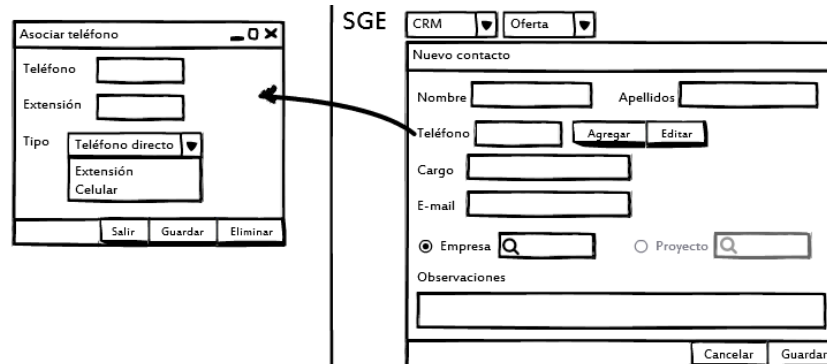 Asociar teléfono
Teléfono
Extensión
Tipo
Teléfono directo
Extensión
Celular
Salir Guardar Eliminar
SGE CRM Oferta
Nuevo contacto
Nombre Apellidos
Teléfono Agregar Editar
Cargo
E-mail
Empresa Proyecto
Observaciones
Cancelar Guardar